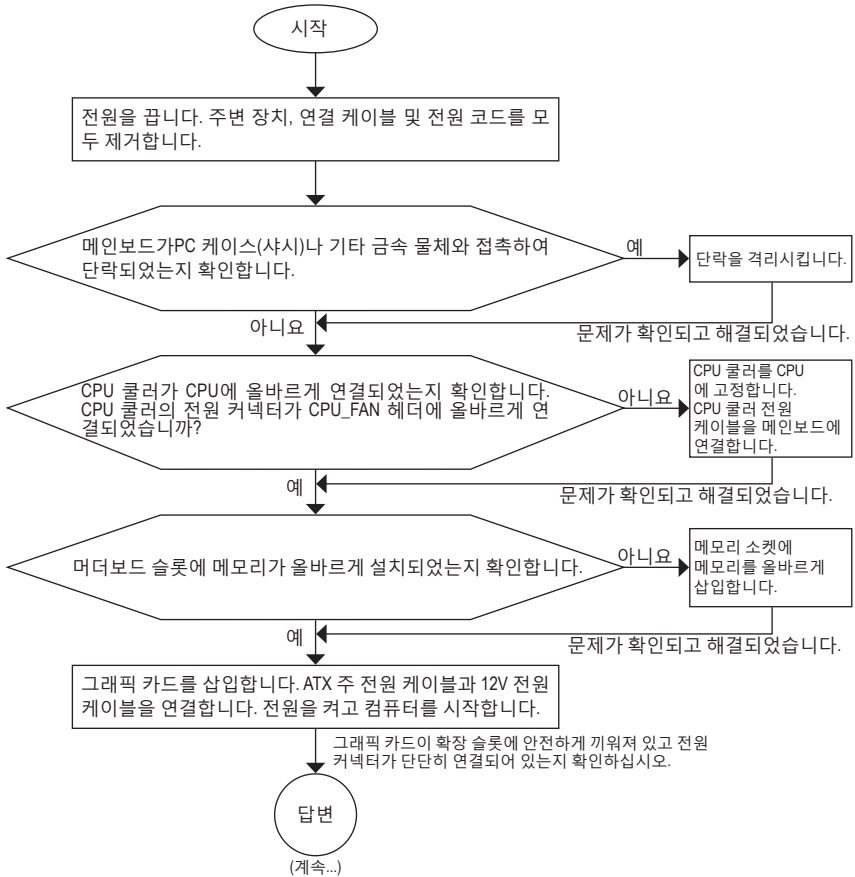 시작
전원을 끕니다. 주변 장치, 연결 케이블 및 전원 코드를 모
두 제거합니다.
메인보드가PC 케이스(샤시)나 기타 금속 물체와 접촉하여
단락되었는지 확인합니다.
예
단락을 격리시킵니다.
아니요
문제가 확인되고 해결되었습니다.
CPU 쿨러가 CPU에 올바르게 연결되었는지 확인합니다.
CPU 쿨러의 전원 커넥터가 CPU_FAN 헤더에 올바르게 연
결되었습니까?
아니요
CPU 쿨러를 CPU
에 고정합니다.
CPU 쿨러 전원
케이블을 메인보드에
연결합니다.
예
문제가 확인되고 해결되었습니다.
머더보드 슬롯에 메모리가 올바르게 설치되었는지 확인합니다.
아니요
메모리 소켓에
메모리를 올바르게
삽입합니다.
예
문제가 확인되고 해결되었습니다.
그래픽 카드를 삽입합니다. ATX 주 전원 케이블과 12V 전원
케이블을 연결합니다. 전원을 켜고 컴퓨터를 시작합니다.
그래픽 카드이 확장 슬롯에 안전하게 끼워져 있고 전원
커넥터가 단단히 연결되어 있는지 확인하십시오.
답변
(계속...)